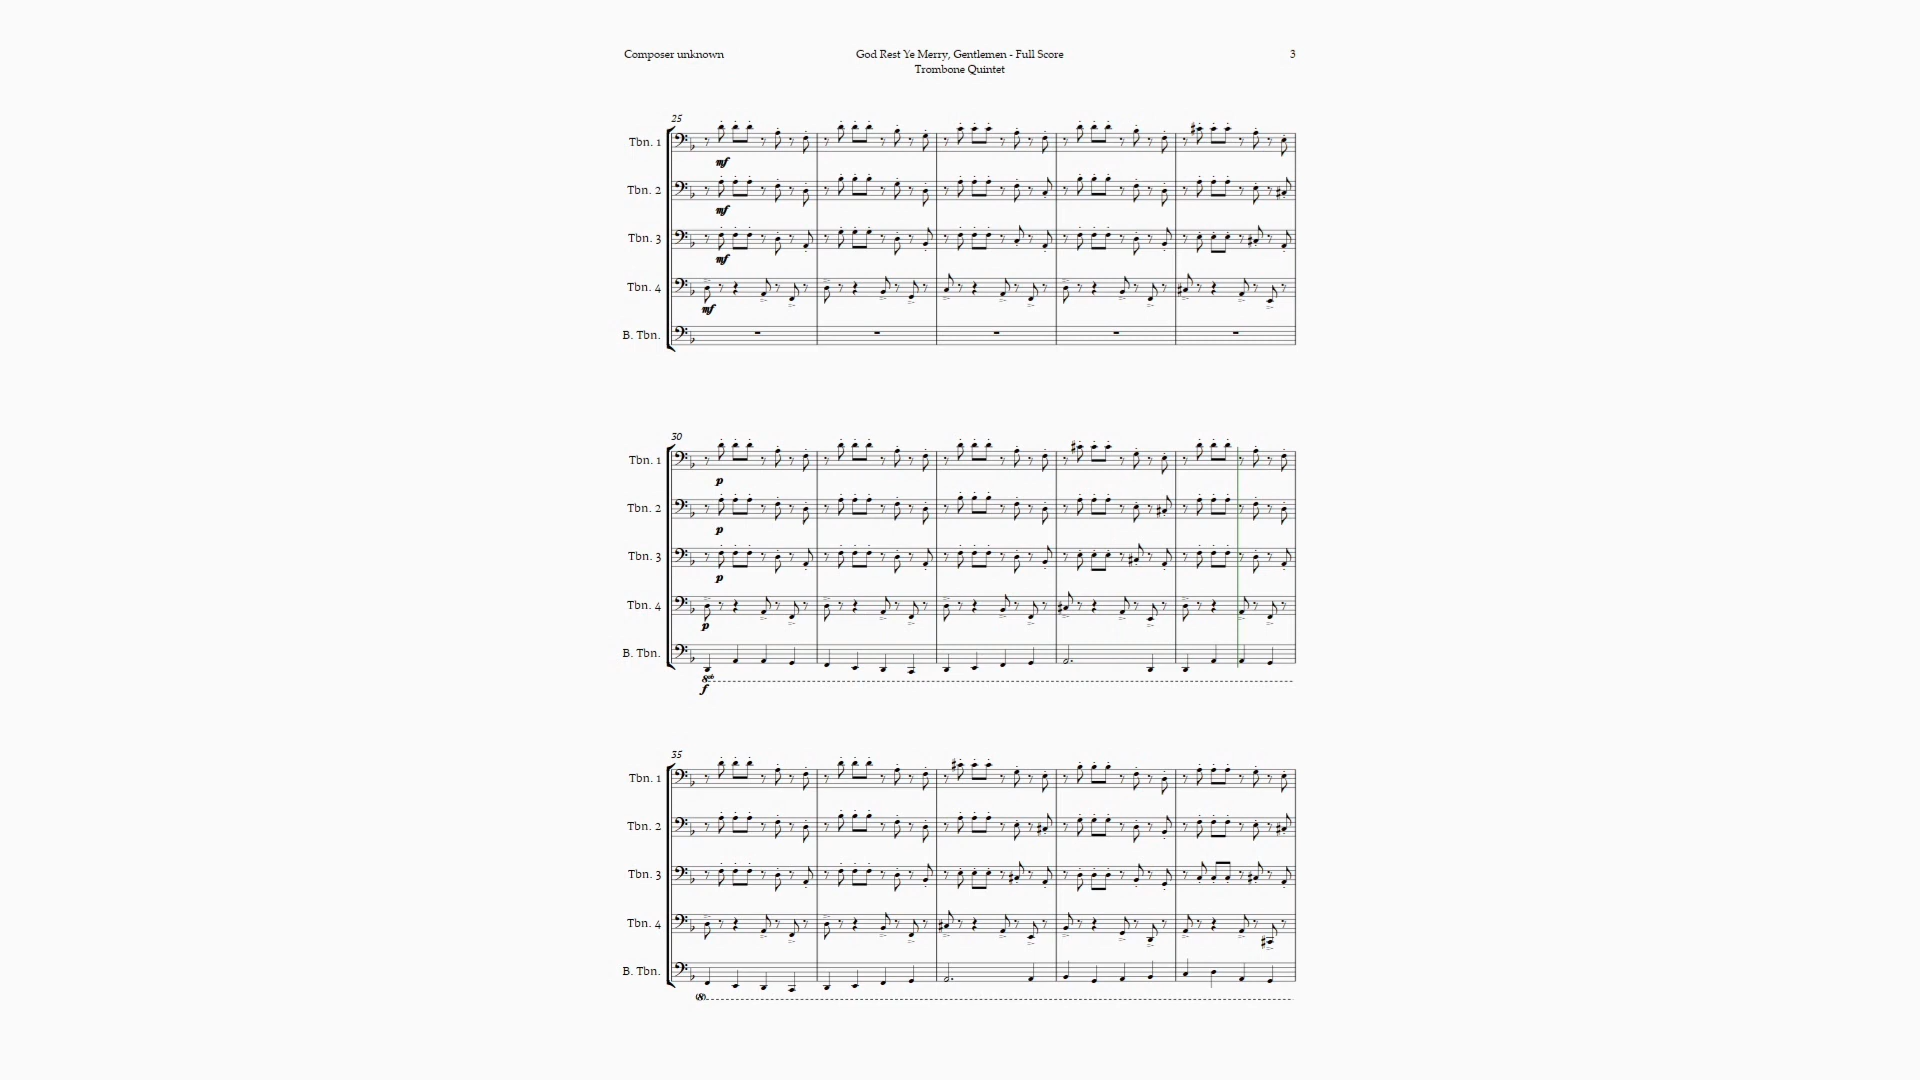 Composer unknown
God Rest Ye Merry, Gentlemen - Full Score
3
Trombone Quintet
25
Tbn. 1
mf
Tbn. 2
mf
Tbn. 3
mf
Tbn. 4
mf
B. Tbn.
30
Tbn. 1
p
Tbn. 2
p
Tbn. 3
p
Tbn. 4
p
B. Tbn.
8vb
f
35
Tbn. 1
Tbn. 2
Tbn. 3
Tbn. 4
B. Tbn.
(8)